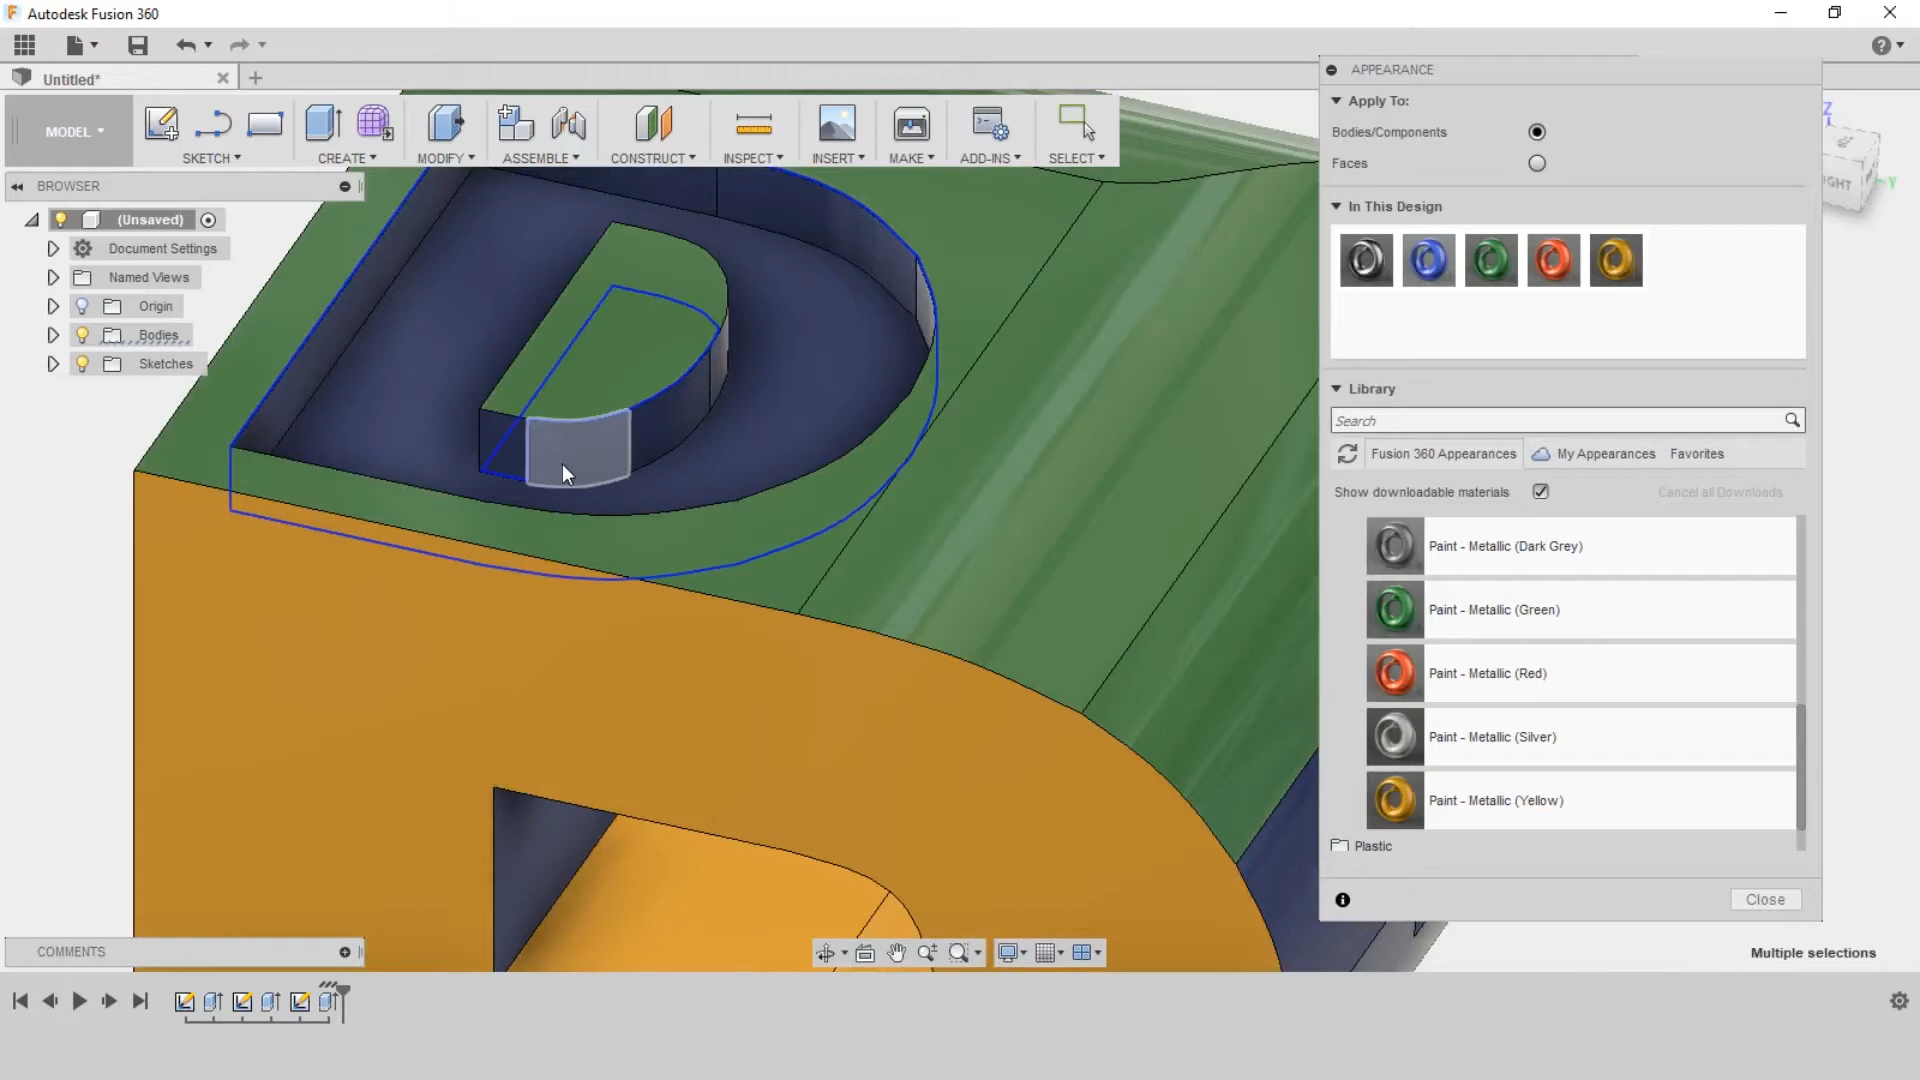 Autodesk Fusion 360
Untitled*
MODEL
SKETCH
CREATE
MODIFY
ASSEMBLE
CONSTRUCT
INSPECT
INSERT
MAKE
ADD-INS
SELECT
BROWSER
(Unsaved)
Document Settings
Named Views
Origin
Bodies
Sketches
APPEARANCE
Apply To:
Bodies/Components
Faces
In This Design
Library
Search
Fusion 360 Appearances
My Appearances
Favorites
Show downloadable materials
Cancel all Downloads
Paint - Metallic (Dark Grey)
Paint - Metallic (Green)
Paint - Metallic (Red)
Paint - Metallic (Silver)
Paint - Metallic (Yellow)
Plastic
Close
Z
Y
COMMENTS
Multiple selections